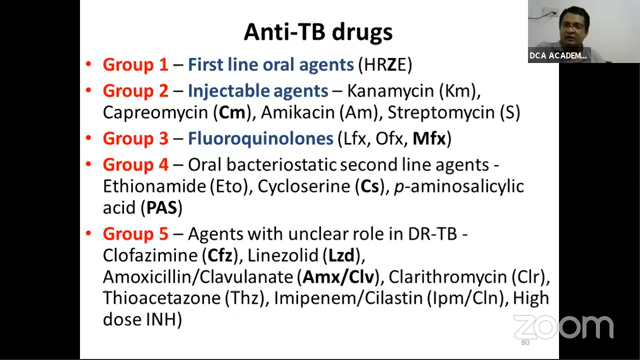 Anti-TB drugs
• Group 1 – First line oral agents (HRZE)
• Group 2 – Injectable agents – Kanamycin (Km),
Capreomycin (Cm), Amikacin (Am), Streptomycin (S)
• Group 3 – Fluoroquinolones (Lfx, Ofx, Mfx)
• Group 4 – Oral bacteriostatic second line agents -
Ethionamide (Eto), Cycloserine (Cs), p-aminosalicylic
acid (PAS)
• Group 5 – Agents with unclear role in DR-TB -
Clofazimine (Cfz), Linezolid (Lzd),
Amoxicillin/Clavulanate (Amx/Clv), Clarithromycin (Clr),
Thioacetazone (Thz), Imipenem/Cilastin (Ipm/Cln), High
dose INH)
DCA ACADEM...
zoom
80